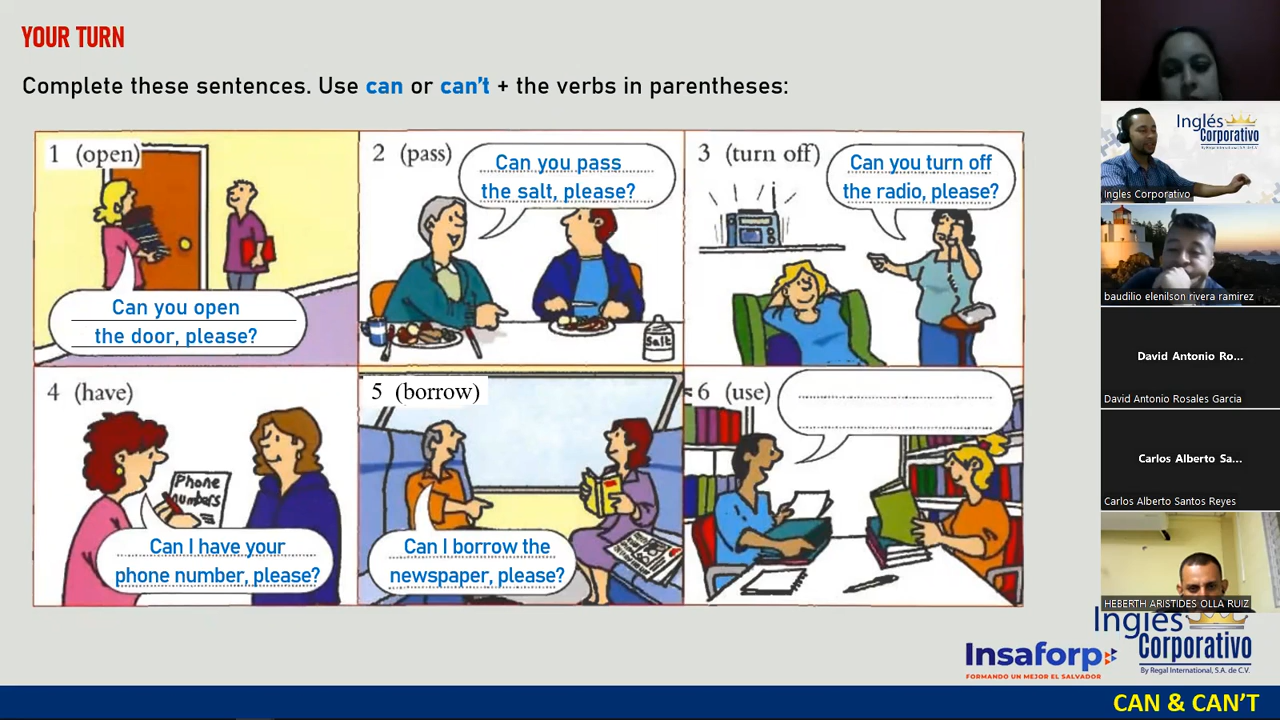 YOUR TURN
Complete these sentences. Use can or can't + the verbs in parentheses:
1 (open)
Can you open
the door, please?
2 (pass)
Can you pass
the salt, please?
Salt
3 (turn off)
Can you turn off
the radio, please?
4 (have)
Phone
numbers
Can I have your
phone number, please?
5 (borrow)
Can I borrow the
newspaper, please?
6 (use)
Inglés
Corporativo
By Regal International, S.A. de C.V.
Ingles Corporativo
baudilio elenilson rivera ramirez
David Antonio Ro...
David Antonio Rosales Garcia
Carlos Alberto Sa...
Carlos Alberto Santos Reyes
HEBERTH ARISTIDES OLLA RUIZ
Insaforp
FORMANDO UN MEJOR EL SALVADOR
Inglés
Corporativo
By Regal International, S.A. de C.V.
CAN & CAN'T